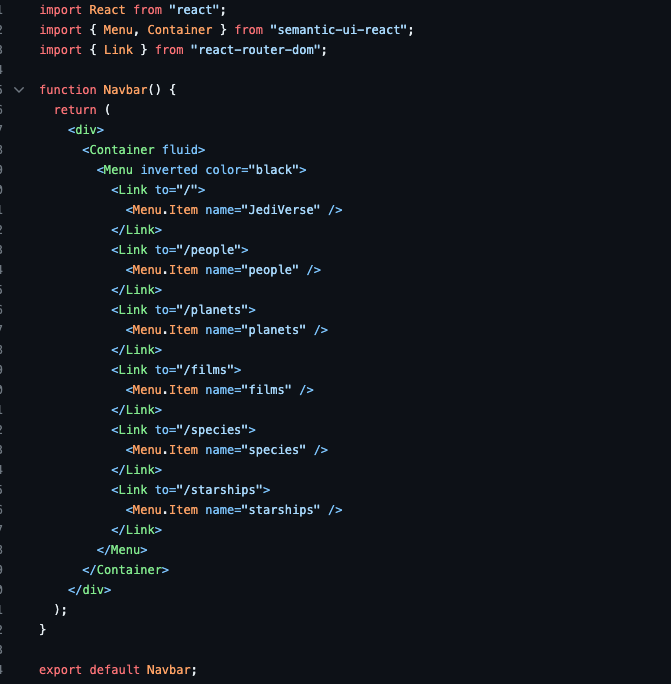 import React from "react";
import { Menu, Container } from "semantic-ui-react";
import { Link } from "react-router-dom";

function Navbar() {
  return (
    <div>
      <Container fluid>
        <Menu inverted color="black">
          <Link to="/">
            <Menu.Item name="JediVerse" />
          </Link>
          <Link to="/people">
            <Menu.Item name="people" />
          </Link>
          <Link to="/planets">
            <Menu.Item name="planets" />
          </Link>
          <Link to="/films">
            <Menu.Item name="films" />
          </Link>
          <Link to="/species">
            <Menu.Item name="species" />
          </Link>
          <Link to="/starships">
            <Menu.Item name="starships" />
          </Link>
        </Menu>
      </Container>
    </div>
  );
}

export default Navbar;